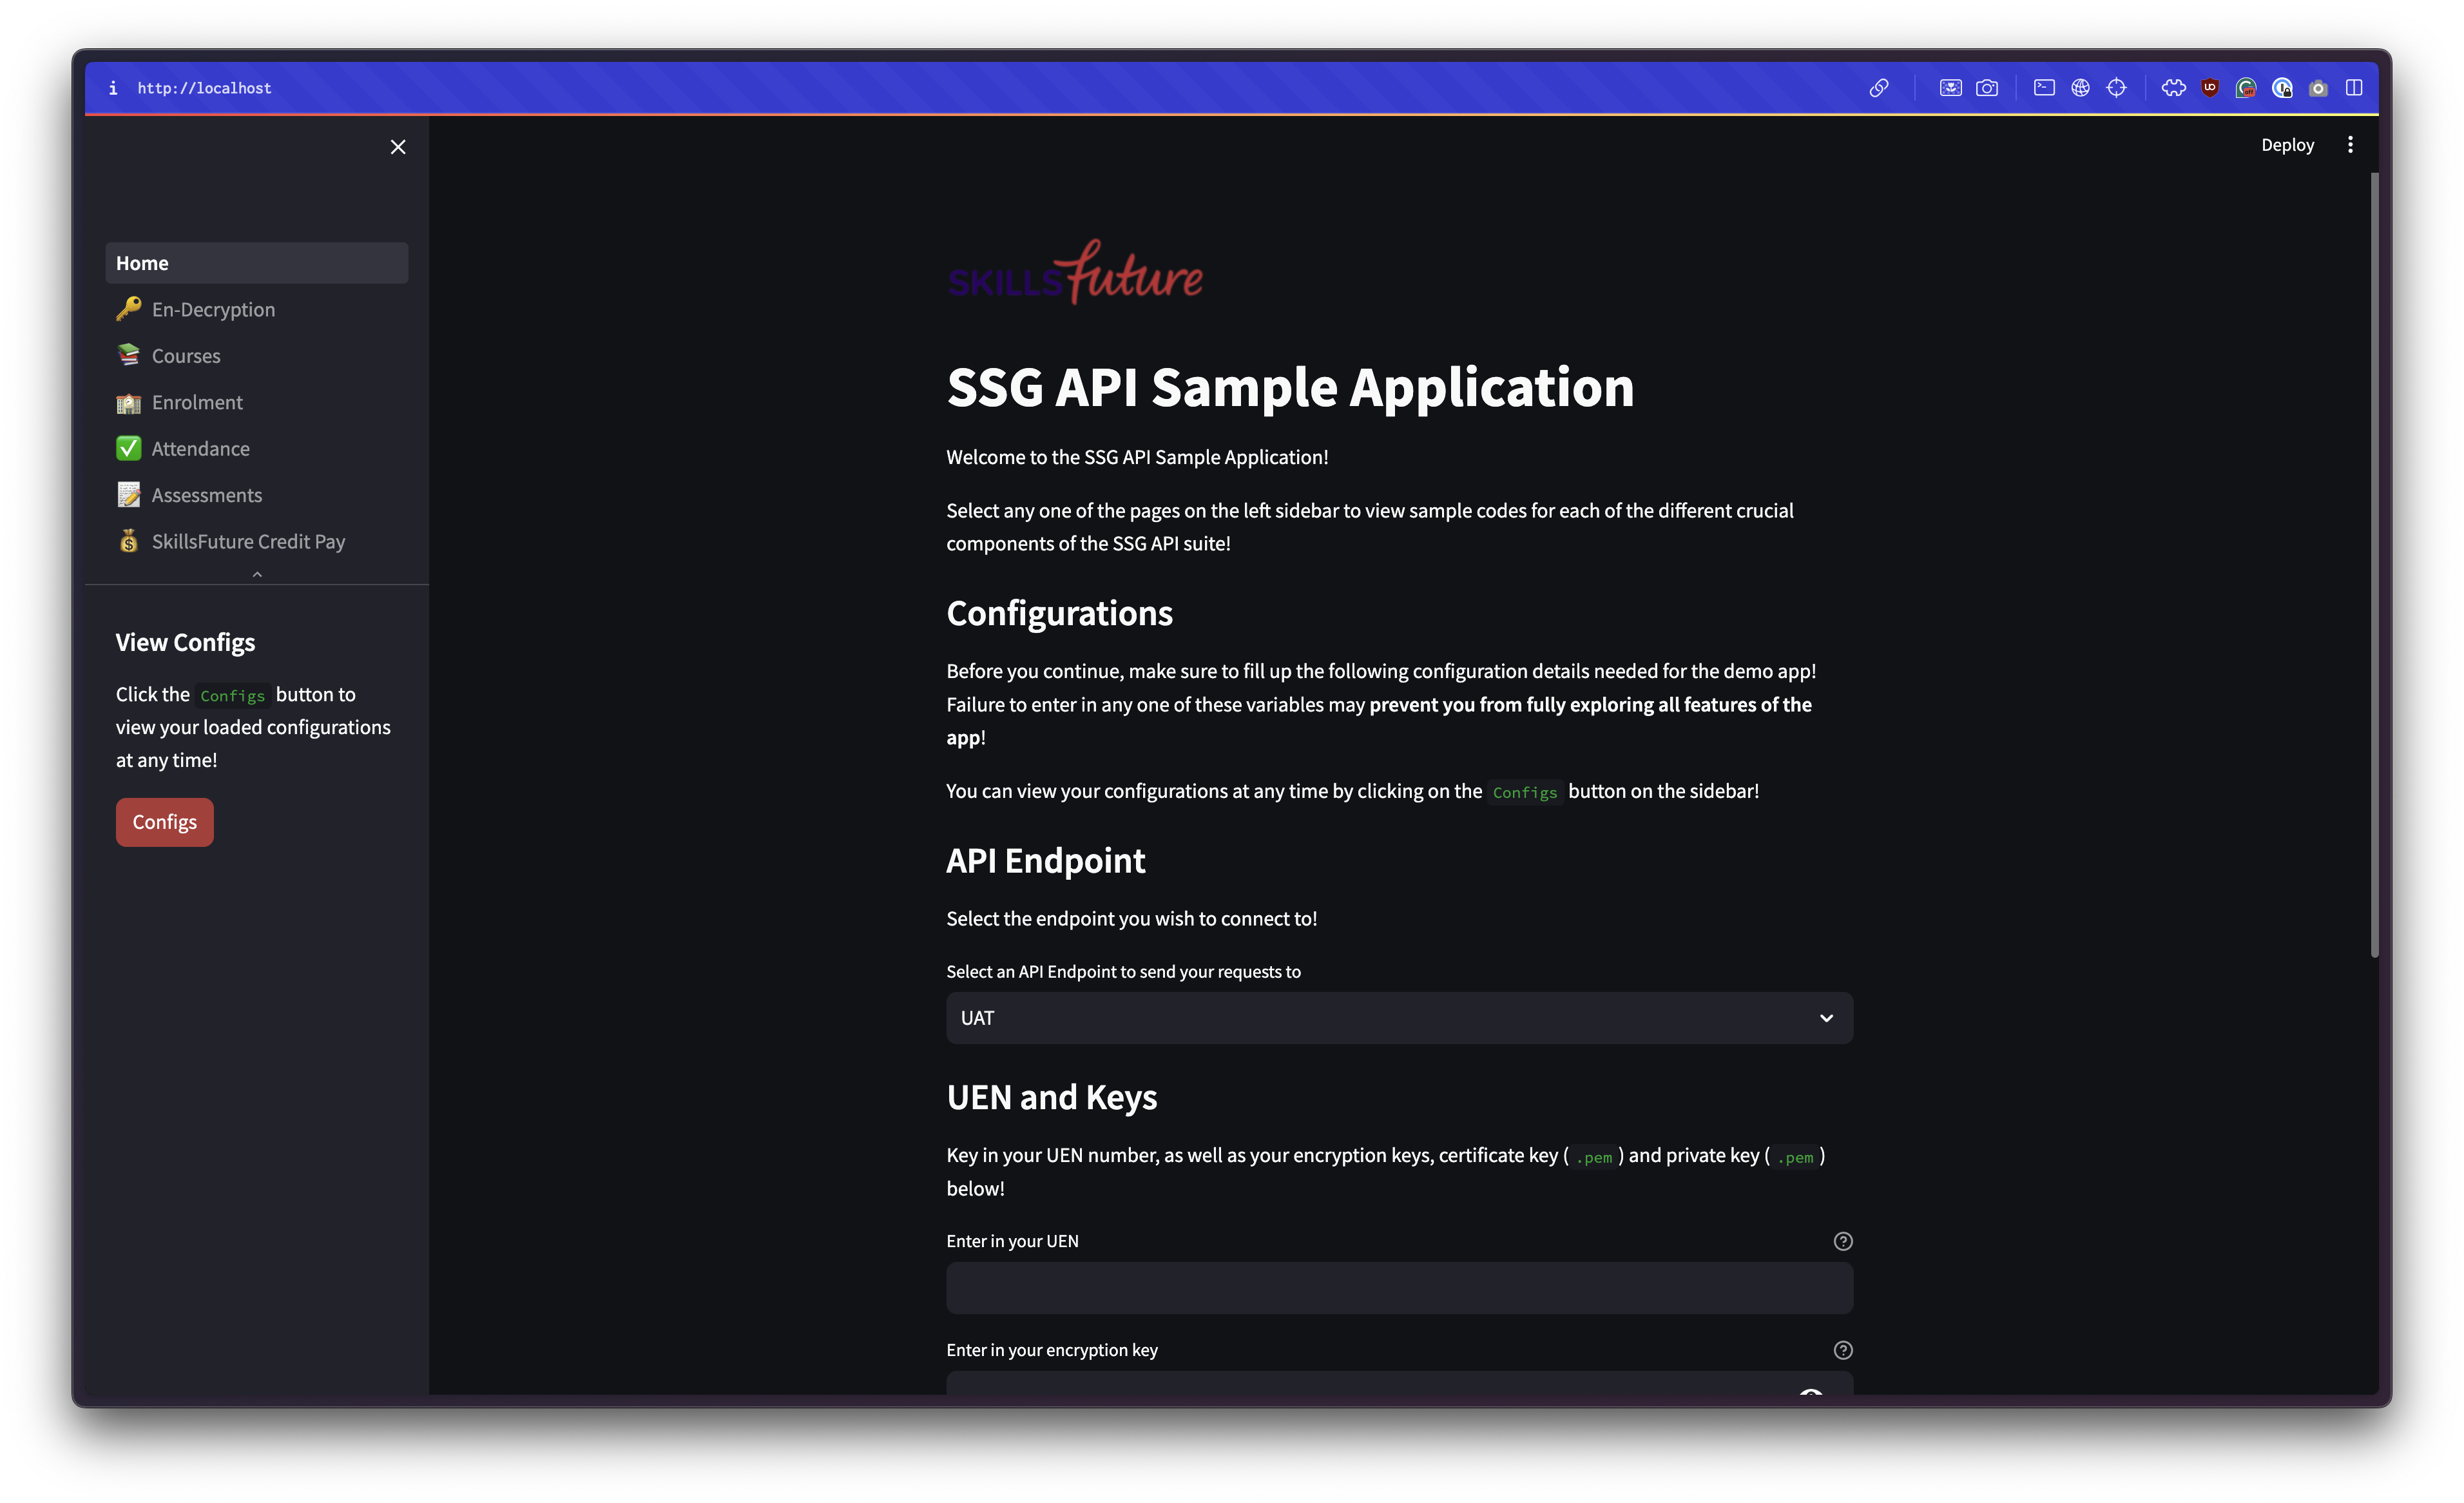 http://localhost
Deploy
Home
En-Decryption
Courses
Enrolment
Attendance
Assessments
SkillsFuture Credit Pay
View Configs
Click the Configs button to
view your loaded configurations
at any time!
Configs
SKILLSfuture
SSG API Sample Application
Welcome to the SSG API Sample Application!
Select any one of the pages on the left sidebar to view sample codes for each of the different crucial
components of the SSG API suite!
Configurations
Before you continue, make sure to fill up the following configuration details needed for the demo app!
Failure to enter in any one of these variables may prevent you from fully exploring all features of the
app!
You can view your configurations at any time by clicking on the Configs button on the sidebar!
API Endpoint
Select the endpoint you wish to connect to!
Select an API Endpoint to send your requests to
UAT
UEN and Keys
Key in your UEN number, as well as your encryption keys, certificate key ( .pem ) and private key ( .pem )
below!
Enter in your UEN
Enter in your encryption key